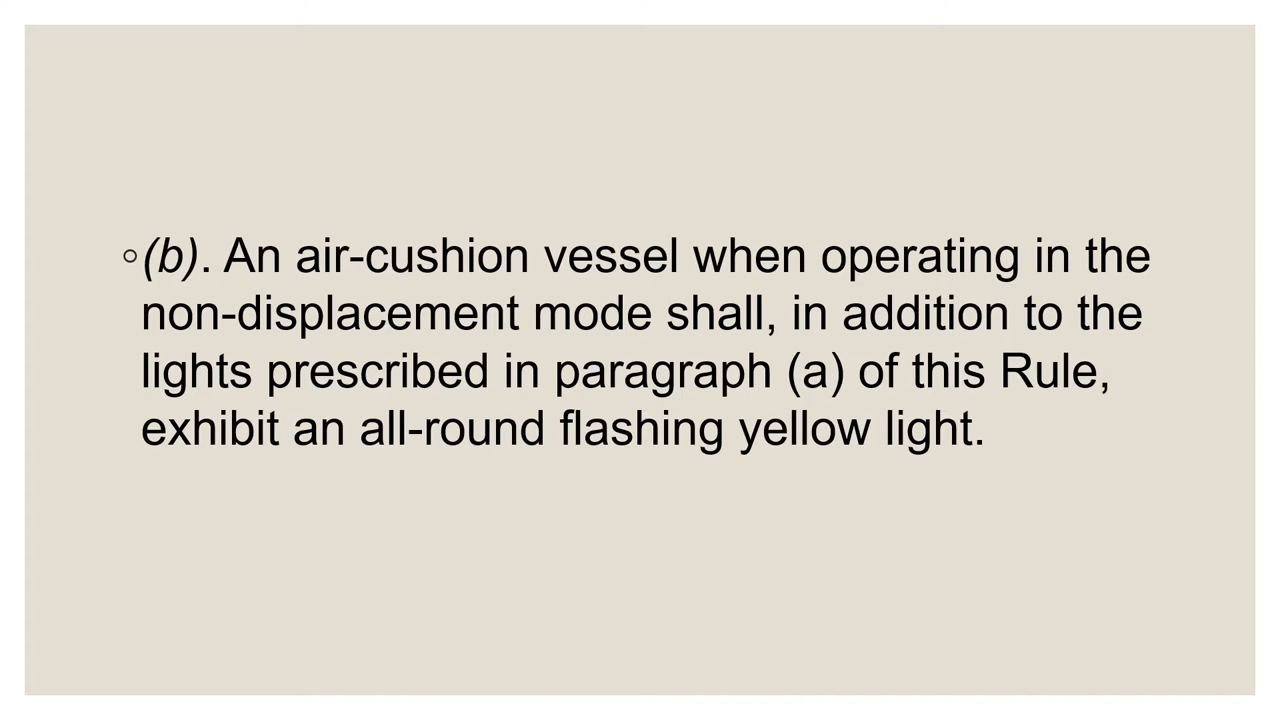 ◦(b). An air-cushion vessel when operating in the
non-displacement mode shall, in addition to the
lights prescribed in paragraph (a) of this Rule,
exhibit an all-round flashing yellow light.